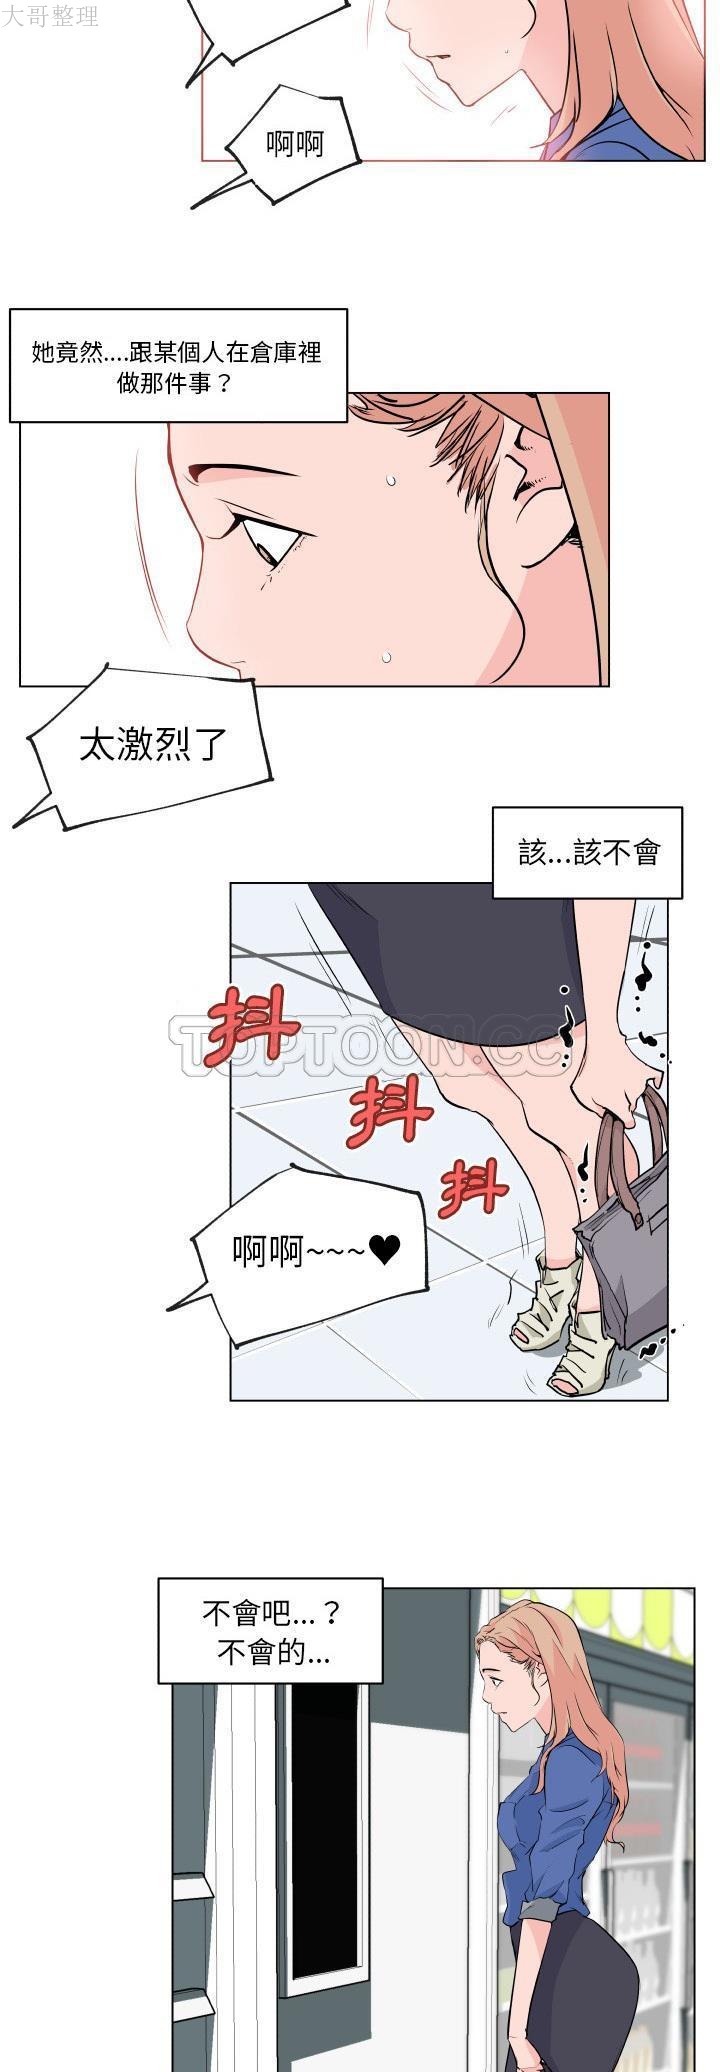 大哥整理
啊啊
她竟然....跟某個人在倉庫裡
做那件事？
太激烈了
該...該不會
抖
TOPTOON.CC
抖
抖
啊啊~~~♥
不會吧...？
不會的...